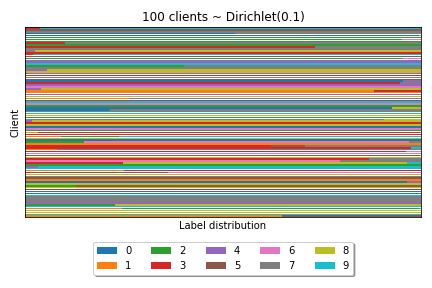 100 clients ~ Dirichlet(0.1)
Client
Label distribution
0 2 4 6 8
1 3 5 7 9